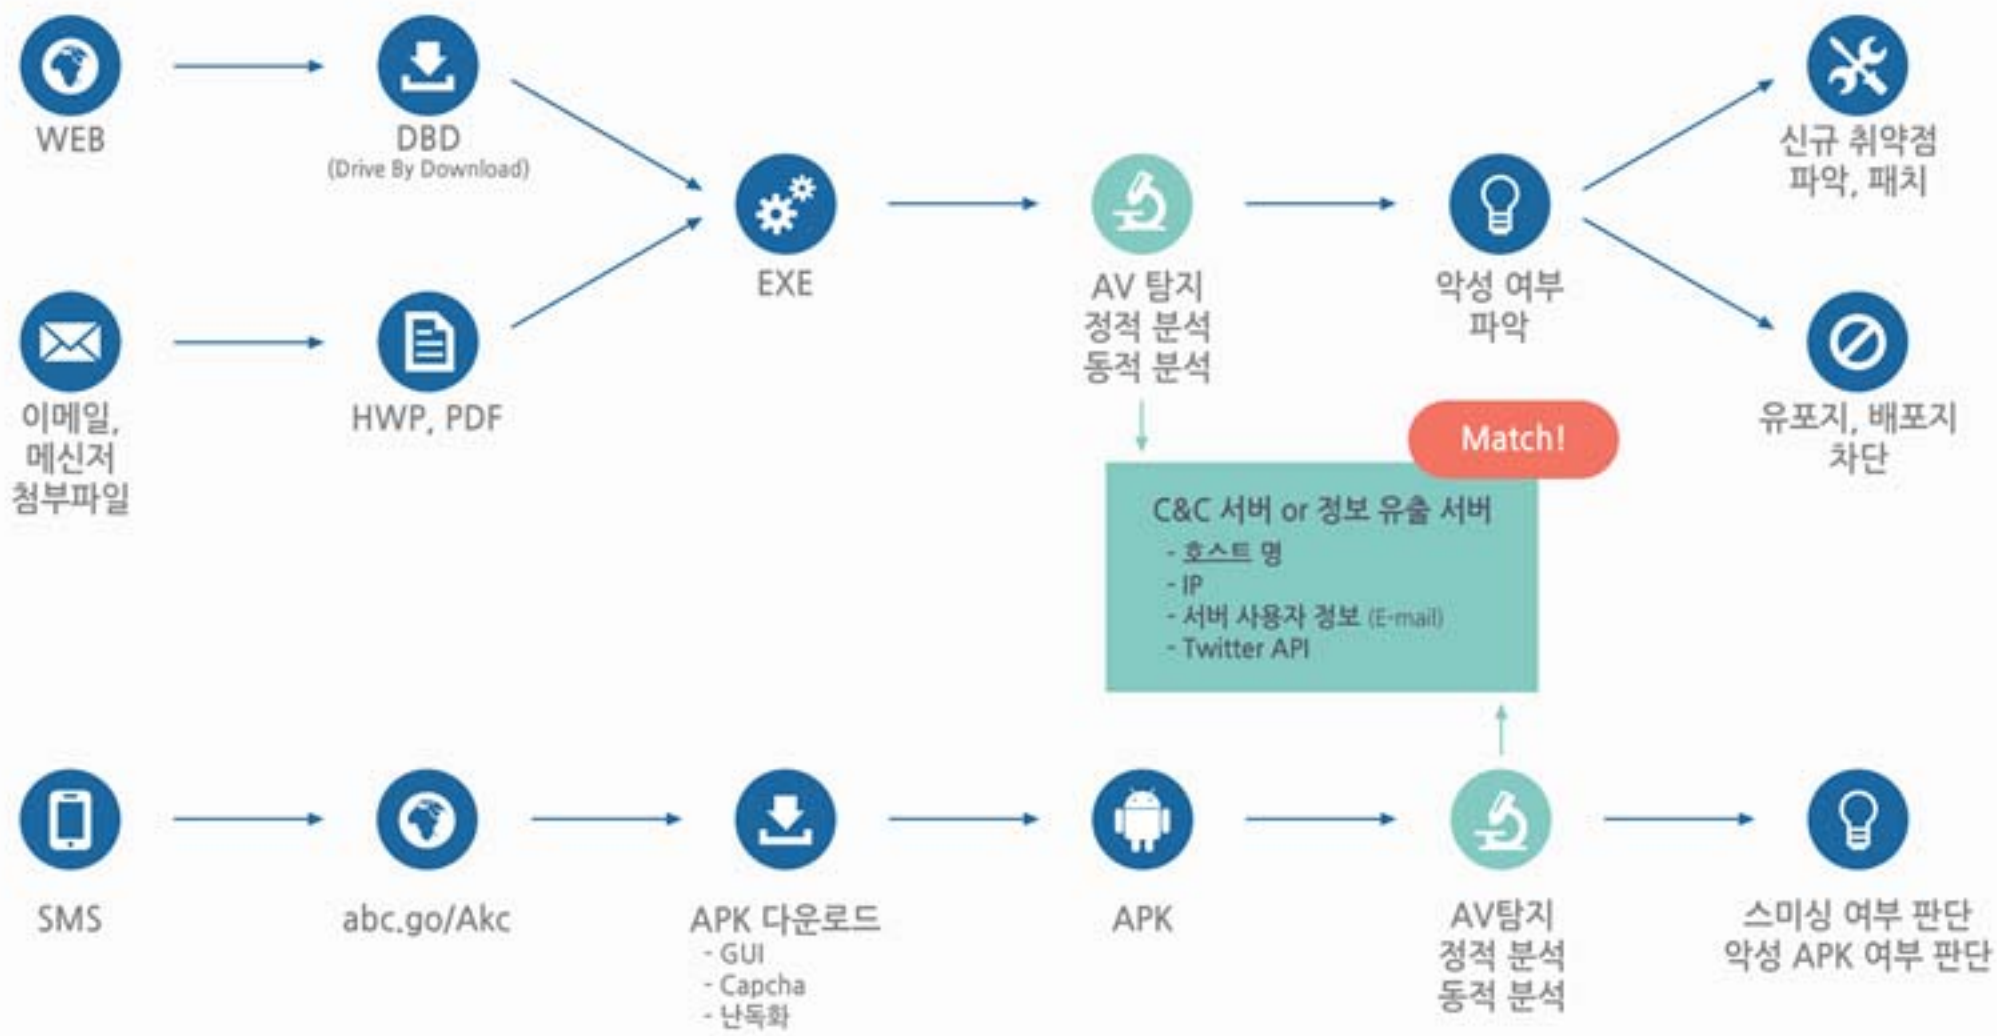 WEB
DBD
(Drive By Download)
신규 취약점
파악, 패치
EXE
AV 탐지
정적 분석
동적 분석
악성 여부
파악
이메일,
메신저
첨부파일
HWP, PDF
유포지, 배포지
차단
Match!
C&C 서버 or 정보 유출 서버
- 호스트 명
- IP
- 서버 사용자 정보 (E-mail)
- Twitter API
SMS
abc.go/Akc
APK 다운로드
- GUI
- Capcha
- 난독화
APK
AV탐지
정적 분석
동적 분석
스미싱 여부 판단
악성 APK 여부 판단